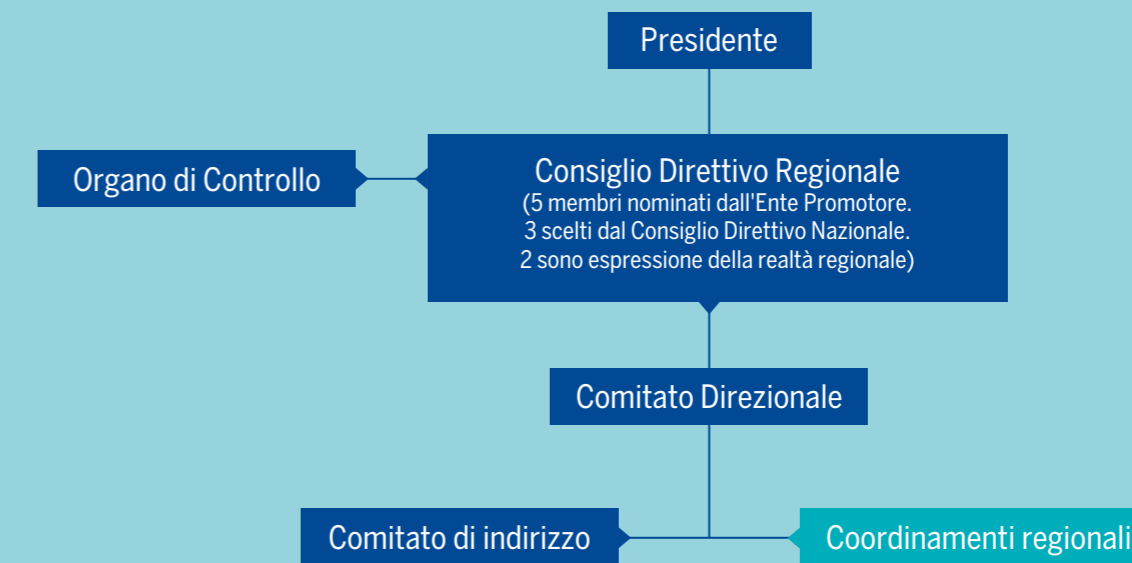 Presidente
Organo di Controllo
Consiglio Direttivo Regionale
(5 membri nominati dall'Ente Promotore.
3 scelti dal Consiglio Direttivo Nazionale.
2 sono espressione della realtà regionale)
Comitato Direzionale
Comitato di indirizzo
Coordinamenti regionali